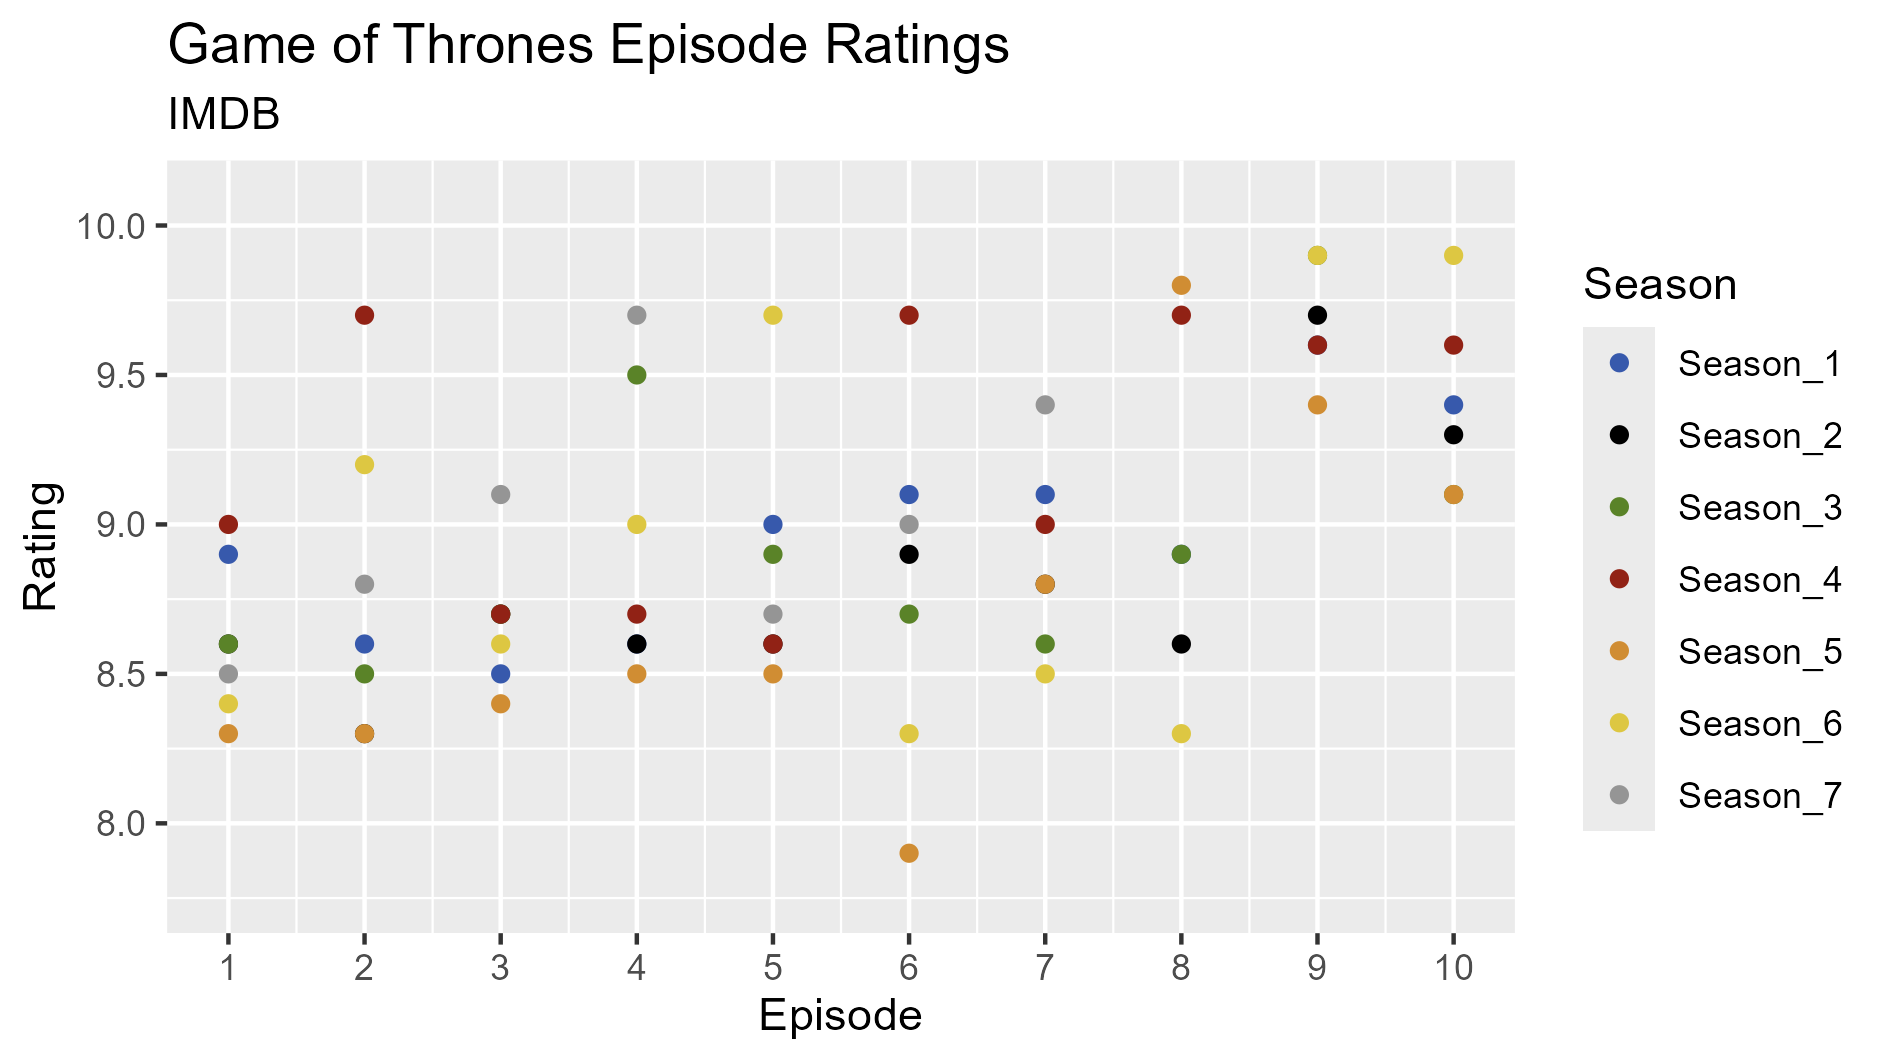 Game of Thrones Episode Ratings
IMDB
10.0
9.5
9.0
8.5
8.0
Rating
1 2 3 4 5 6 7 8 9 10
Episode
Season
Season_1
Season_2
Season_3
Season_4
Season_5
Season_6
Season_7